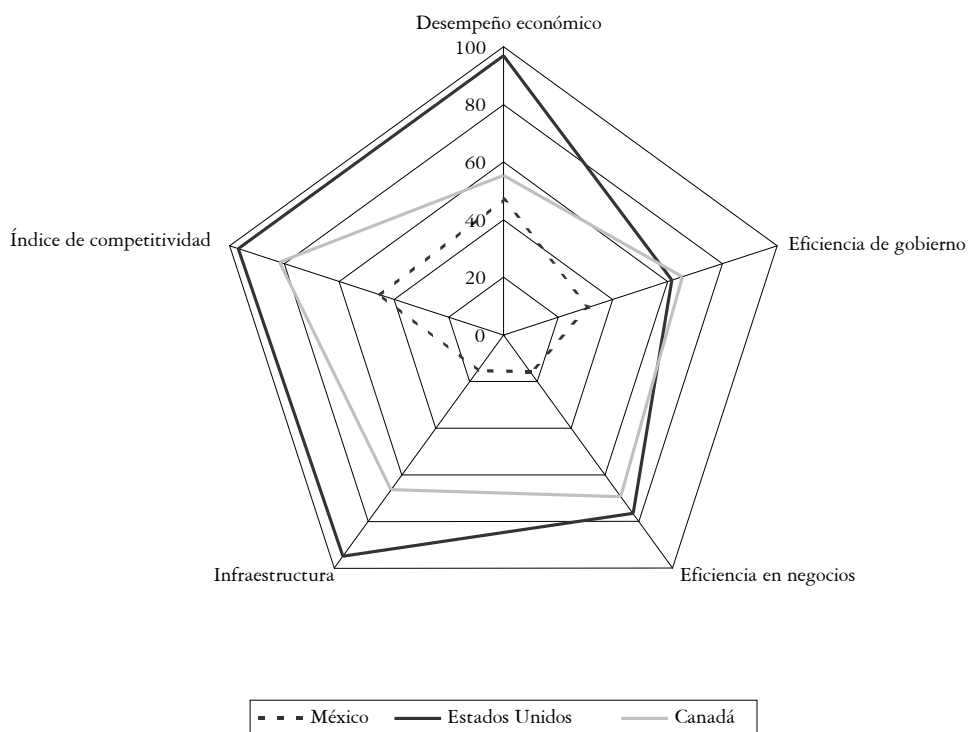 Desempeño económico
100
80
60
40
20
0
Índice de competitividad
Eficiencia de gobierno
Infraestructura
Eficiencia en negocios
México
Estados Unidos
Canadá